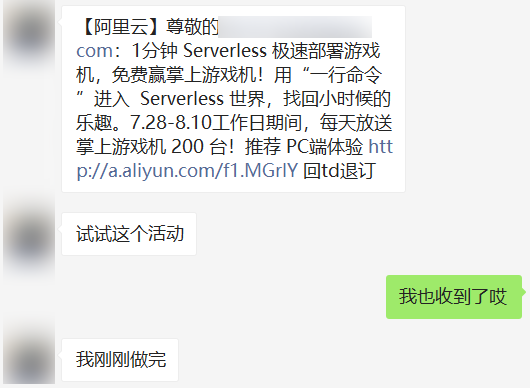 【阿里云】尊敬的
com：1分钟 Serverless 极速部署游戏
机，免费赢掌上游戏机！用“一行命令
”进入 Serverless 世界，找回小时候的
乐趣。7.28-8.10工作日期间，每天放送
掌上游戏机 200 台！推荐 PC端体验 htt
p://a.aliyun.com/f1.MGrlY 回td退订
试试这个活动
我也收到了哎
我刚刚做完